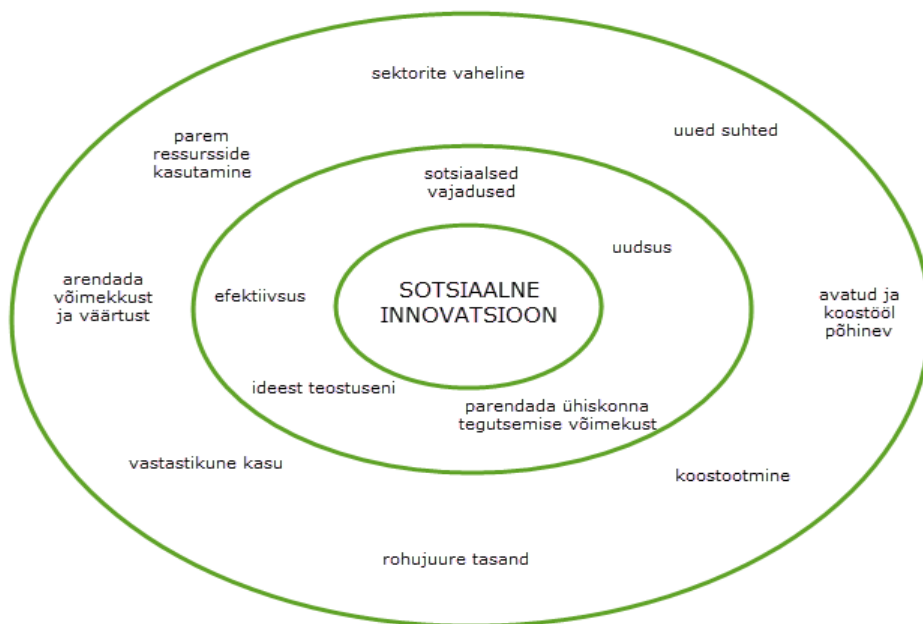 sektorite vaheline
uued suhted
parem
ressursside
kasutamine
sotsiaalsed
vajadused
uudsus
arendada
võimekkust
ja väärtust
efektiivsus
SOTSIAALNE
INNOVATSIOON
avatud ja
koostööl
põhinev
ideest teostuseni
parendada ühiskonna
tegutsemise võimekust
vastastikune kasu
koostootmine
rohujuure tasand